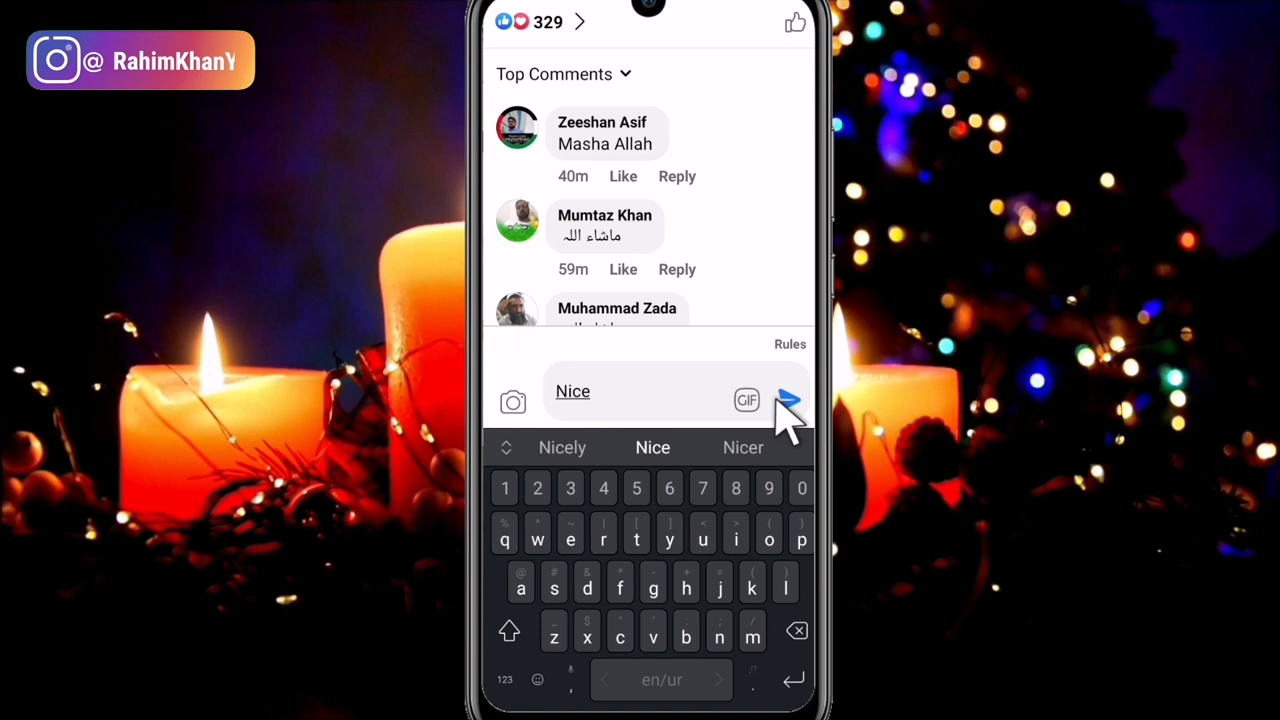 @ RahimKhanY
329
Top Comments
Zeeshan Asif
Masha Allah
40m Like Reply
Mumtaz Khan
ماشاء اللہ
59m Like Reply
Muhammad Zada
Rules
Nice
GIF
Nicely Nice Nicer
1 2 3 4 5 6 7 8 9 0
q w e r t y u i o p
a s d f g h j k l
z x c v b n m
123 , en/ur .